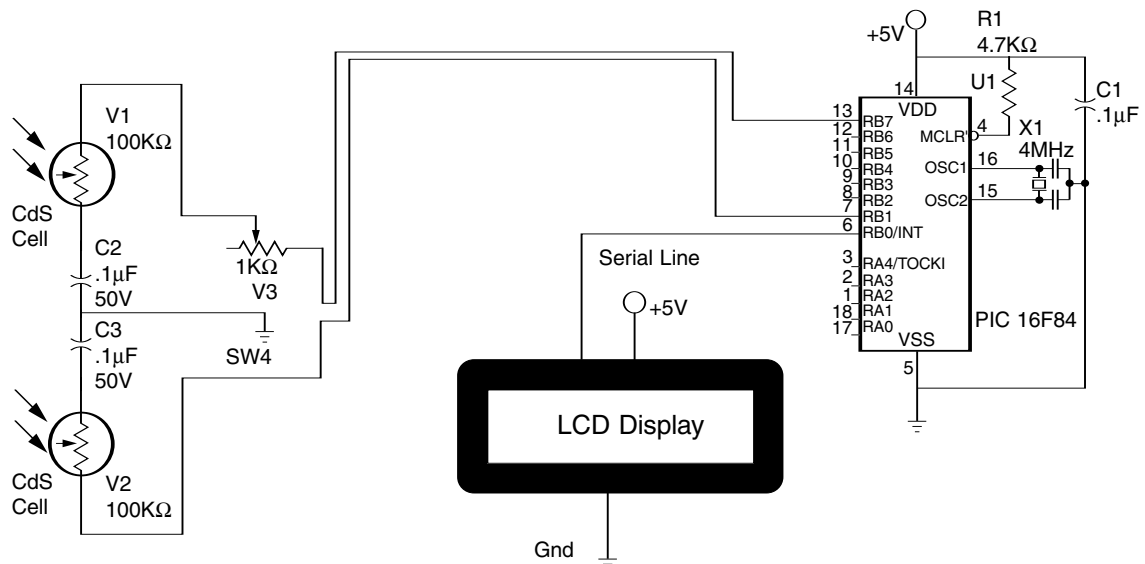 +5V
R1
4.7KΩ
U1
C1
.1µF
V1
100KΩ
CdS
Cell
C2
.1µF
50V
C3
.1µF
50V
1KΩ
V3
SW4
V2
100KΩ
CdS
Cell
14
VDD
13
RB7
12
RB6
11
RB5
10
RB4
9
RB3
8
RB2
7
RB1
6
RB0/INT
3
RA4/TOCKI
2
RA3
1
RA2
18
RA1
17
RA0
MCLR'
4
X1
4MHz
OSC1
16
OSC2
15
VSS
5
PIC 16F84
Serial Line
+5V
LCD Display
Gnd